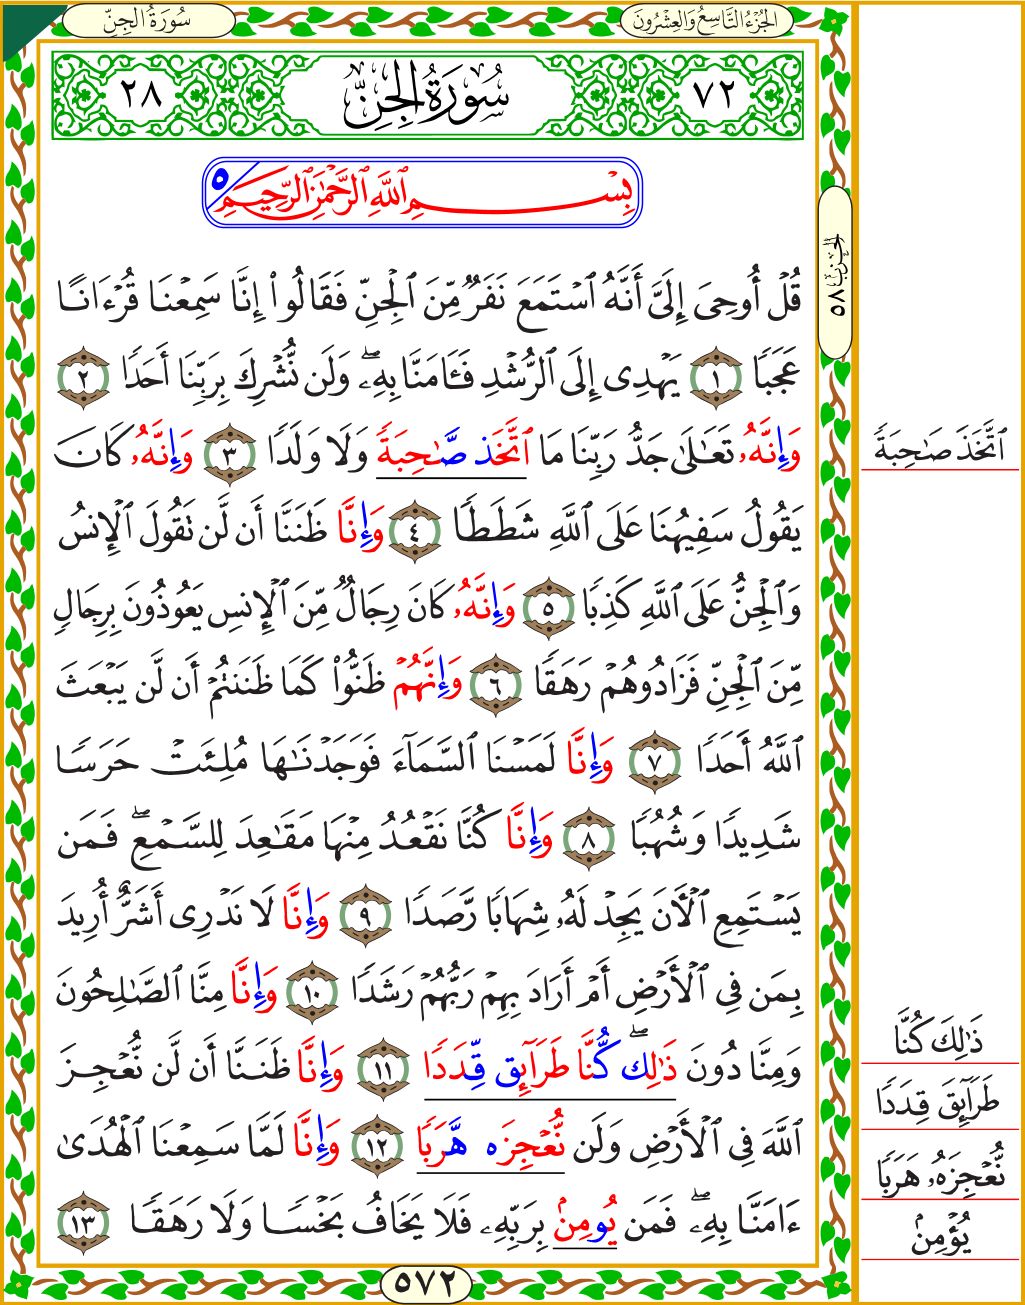 سُورَةُ الجِنِّ
الجُزْءُ التَّاسِعُ وَالعِشْرُونَ
٧٢ سُورَةُ الجِنِّ ٢٨
بِسْمِ ٱللَّهِ ٱلرَّحْمَٰنِ ٱلرَّحِيمِ ٥
قُلْ أُوحِىَ إِلَىَّ أَنَّهُ ٱسْتَمَعَ نَفَرٌ مِّنَ ٱلْجِنِّ فَقَالُوا۟ إِنَّا سَمِعْنَا قُرْءَانًا
عَجَبًا ١ يَهْدِى إِلَى ٱلرُّشْدِ فَـَٔامَنَّا بِهِۦ ۖ وَلَن نُّشْرِكَ بِرَبِّنَا أَحَدًا ٢
وَإِنَّهُۥ تَعَٰلَىٰ جَدُّ رَبِّنَا مَا ٱتَّخَذ صَّٰحِبَةً وَلَا وَلَدًا ٣ وَإِنَّهُۥ كَانَ
يَقُولُ سَفِيهُنَا عَلَى ٱللَّهِ شَطَطًا ٤ وَإِنَّا ظَنَنَّا أَن لَّن تَقُولَ ٱلْإِنسُ
وَٱلْجِنُّ عَلَى ٱللَّهِ كَذِبًا ٥ وَإِنَّهُۥ كَانَ رِجَالٌ مِّنَ ٱلْإِنسِ يَعُوذُونَ بِرِجَالٍ
مِّنَ ٱلْجِنِّ فَزَادُوهُمْ رَهَقًا ٦ وَإِنَّهُمْ ظَنُّوا۟ كَمَا ظَنَنتُمْ أَن لَّن يَبْعَثَ
ٱللَّهُ أَحَدًا ٧ وَإِنَّا لَمَسْنَا ٱلسَّمَآءَ فَوَجَدْنَٰهَا مُلِئَتْ حَرَسًا
شَدِيدًا وَشُهُبًا ٨ وَإِنَّا كُنَّا نَقْعُدُ مِنْهَا مَقَٰعِدَ لِلسَّمْعِ ۖ فَمَن
يَسْتَمِعِ ٱلْـَٔانَ يَجِدْ لَهُۥ شِهَابًا رَّصَدًا ٩ وَإِنَّا لَا نَدْرِى أَشَرٌّ أُرِيدَ
بِمَن فِى ٱلْأَرْضِ أَمْ أَرَادَ بِهِمْ رَبُّهُمْ رَشَدًا ١٠ وَإِنَّا مِنَّا ٱلصَّٰلِحُونَ
وَمِنَّا دُونَ ذَٰلِك ۖ كُّنَّا طَرَآئِق قِّدَدًا ١١ وَإِنَّا ظَنَنَّا أَن لَّن نُّعْجِزَ
ٱللَّهَ فِى ٱلْأَرْضِ وَلَن نُّعْجِزَه هَّرَبًا ١٢ وَإِنَّا لَمَّا سَمِعْنَا ٱلْهُدَىٰ
ءَامَنَّا بِهِۦ ۖ فَمَن يُومِنۢ بِرَبِّهِۦ فَلَا يَخَافُ بَخْسًا وَلَا رَهَقًا ١٣
الحِزْبُ ٥٨
ٱتَّخَذَ صَٰحِبَةً
ذَٰلِكَ كُنَّا
طَرَآئِقَ قِدَدًا
نُّعْجِزَهُۥ هَرَبًا
يُؤْمِنۢ
٥٧٢